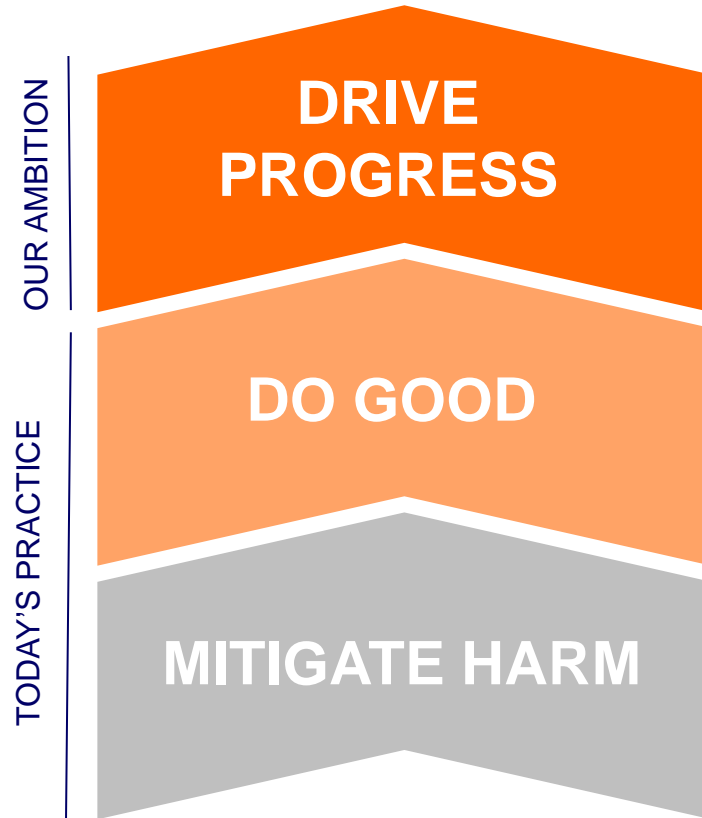 OUR AMBITION
DRIVE
PROGRESS
TODAY’S PRACTICE
DO GOOD
MITIGATE HARM